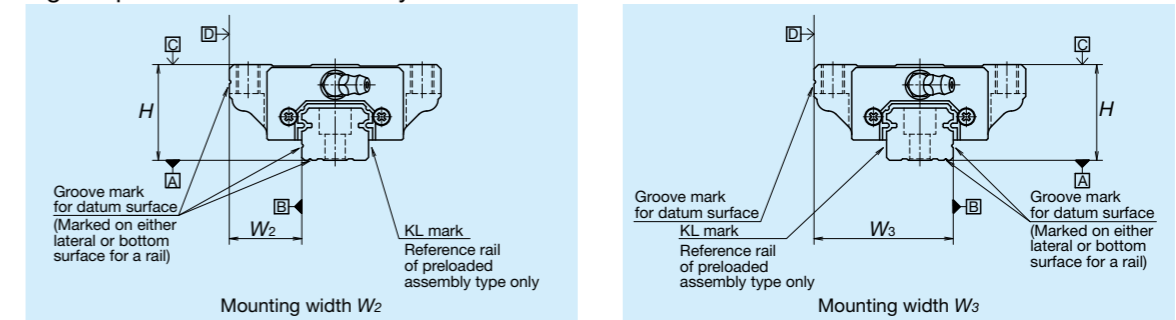 D
C
H
A
Groove mark
for datum surface
(Marked on either
lateral or bottom
surface for a rail)
B
W2
KL mark
Reference rail
of preloaded
assembly type only
Mounting width W2
D
C
H
A
Groove mark
for datum surface
KL mark
Reference rail
of preloaded
assembly type only
W3
B
Groove mark
for datum surface
(Marked on either
lateral or bottom
surface for a rail)
Mounting width W3